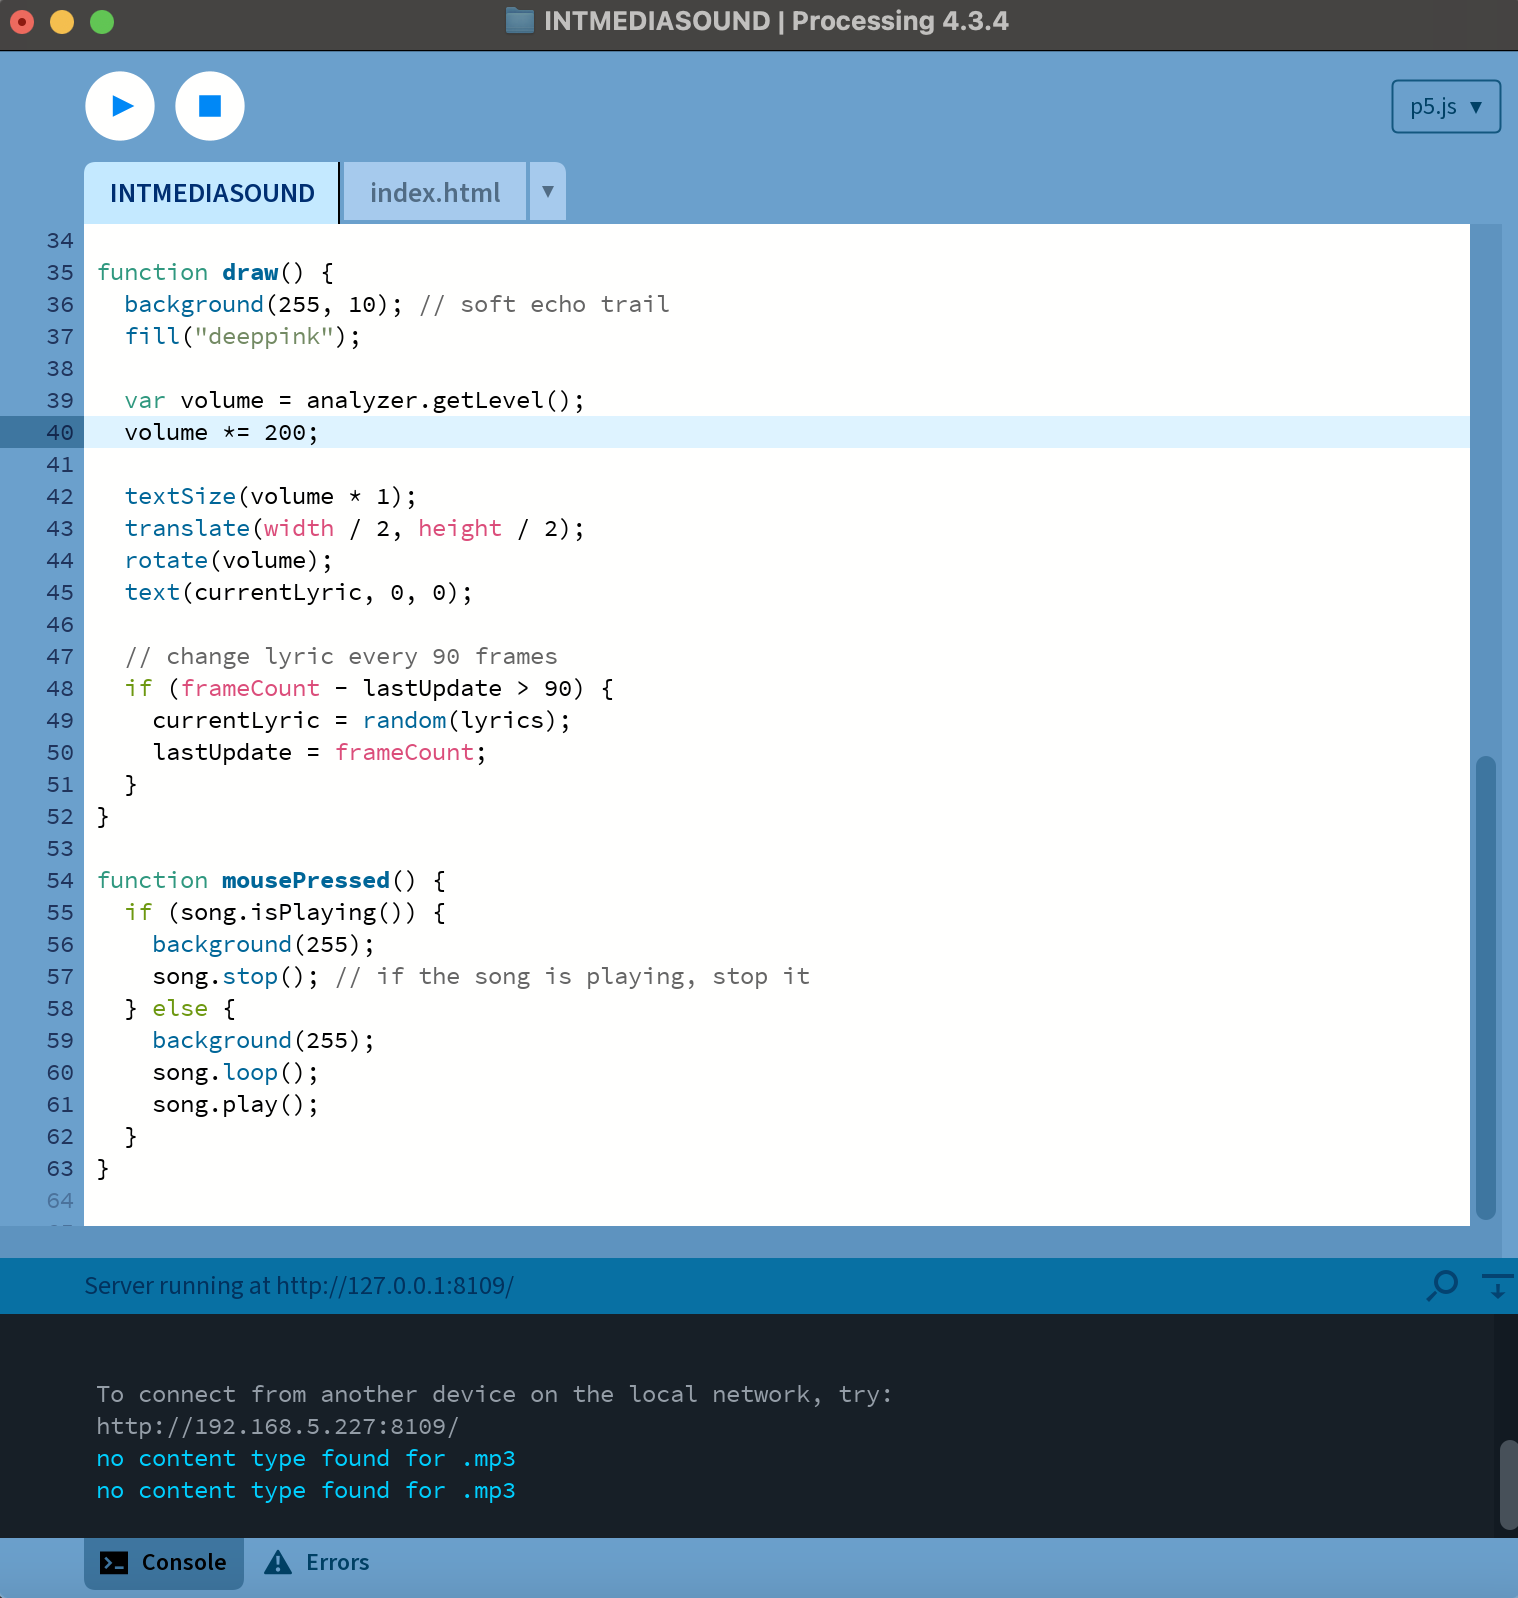 INTMEDIASOUND | Processing 4.3.4
p5.js ▼
INTMEDIASOUND index.html ▼
34
35 function draw() {
36   background(255, 10); // soft echo trail
37   fill("deeppink");
38
39   var volume = analyzer.getLevel();
40   volume *= 200;
41
42   textSize(volume * 1);
43   translate(width / 2, height / 2);
44   rotate(volume);
45   text(currentLyric, 0, 0);
46
47   // change lyric every 90 frames
48   if (frameCount - lastUpdate > 90) {
49     currentLyric = random(lyrics);
50     lastUpdate = frameCount;
51   }
52 }
53
54 function mousePressed() {
55   if (song.isPlaying()) {
56     background(255);
57     song.stop(); // if the song is playing, stop it
58   } else {
59     background(255);
60     song.loop();
61     song.play();
62   }
63 }
64
Server running at http://127.0.0.1:8109/
To connect from another device on the local network, try:
http://192.168.5.227:8109/
no content type found for .mp3
no content type found for .mp3
Console Errors